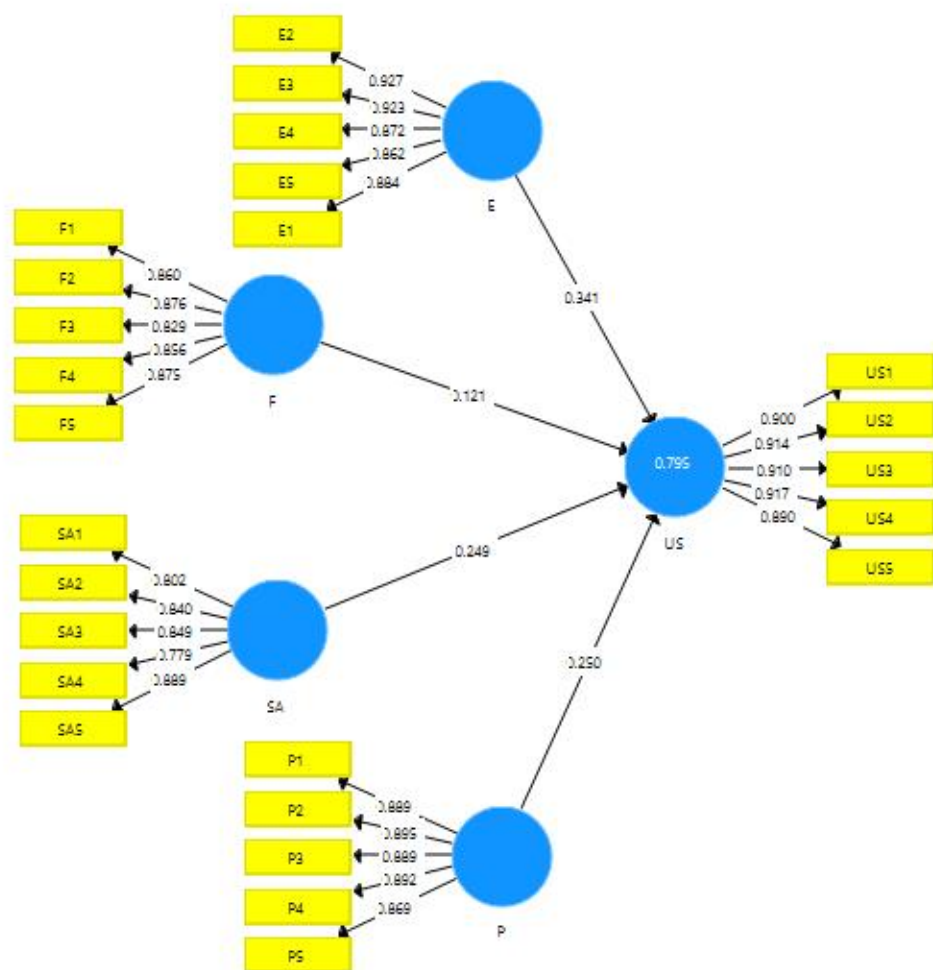 E2
0.927
E3
0.923
E4
0.872
E5
0.862
E1
0.884
E
F1
0.860
F2
0.876
F3
0.829
F4
0.856
F5
0.875
F
0.341
0.121
US1
0.900
US2
0.914
US3
0.910
US4
0.917
US5
0.890
0.795
US
SA1
0.802
SA2
0.840
SA3
0.849
SA4
0.779
SA5
0.889
SA
0.249
0.250
P1
0.889
P2
0.895
P3
0.889
P4
0.892
P5
0.869
P